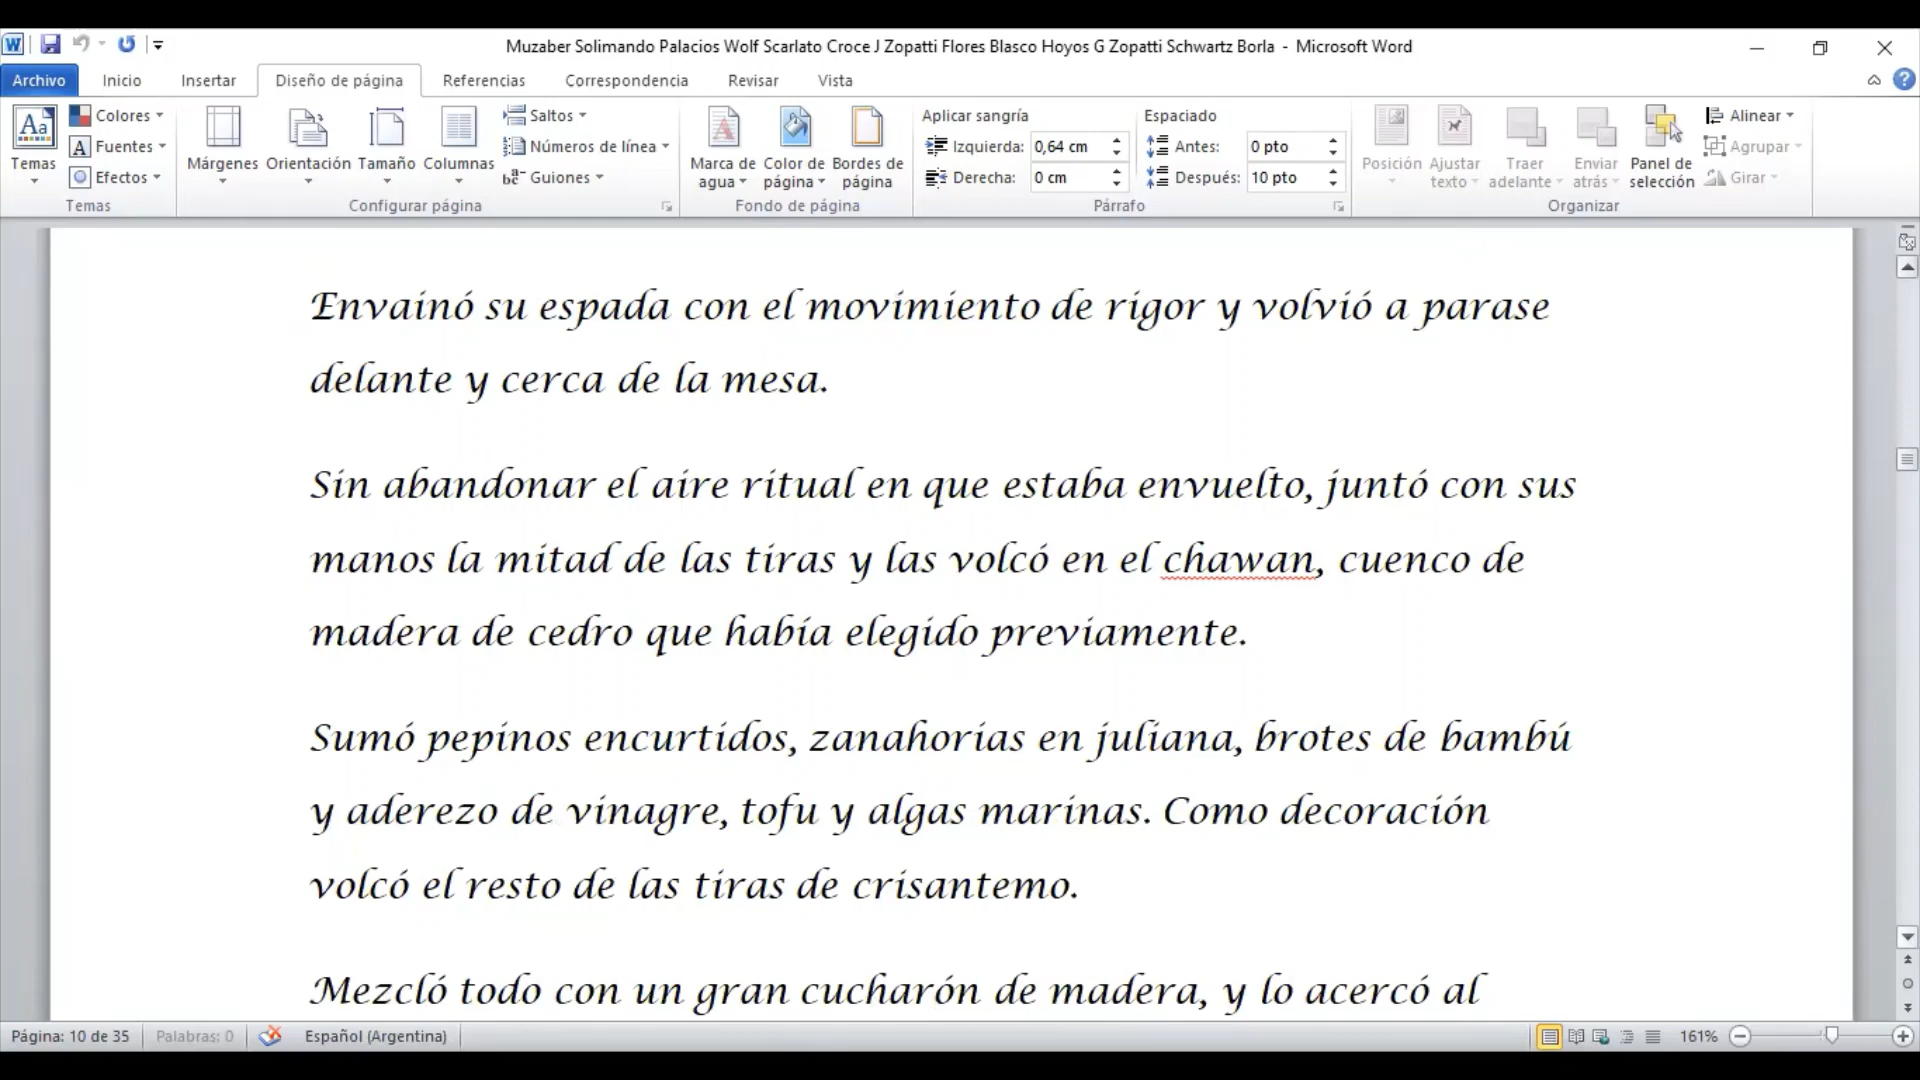 Muzaber Solimando Palacios Wolf Scarlato Croce J Zopatti Flores Blasco Hoyos G Zopatti Schwartz Borla - Microsoft Word
Archivo Inicio Insertar Diseño de página Referencias Correspondencia Revisar Vista
Temas
Colores
Fuentes
Efectos
Temas
Márgenes Orientación Tamaño Columnas
Saltos
Números de línea
Guiones
Configurar página
Marca de agua Color de página Bordes de página
Fondo de página
Aplicar sangría
Izquierda: 0,64 cm
Derecha: 0 cm
Espaciado
Antes: 0 pto
Después: 10 pto
Párrafo
Posición Ajustar texto Traer adelante Enviar atrás Panel de selección
Alinear
Agrupar
Girar
Organizar
Envainó su espada con el movimiento de rigor y volvió a parase
delante y cerca de la mesa.
Sin abandonar el aire ritual en que estaba envuelto, juntó con sus
manos la mitad de las tiras y las volcó en el chawan, cuenco de
madera de cedro que había elegido previamente.
Sumó pepinos encurtidos, zanahorias en juliana, brotes de bambú
y aderezo de vinagre, tofu y algas marinas. Como decoración
volcó el resto de las tiras de crisantemo.
Mezcló todo con un gran cucharón de madera, y lo acercó al
Página: 10 de 35 Palabras: 0 Español (Argentina) 161%